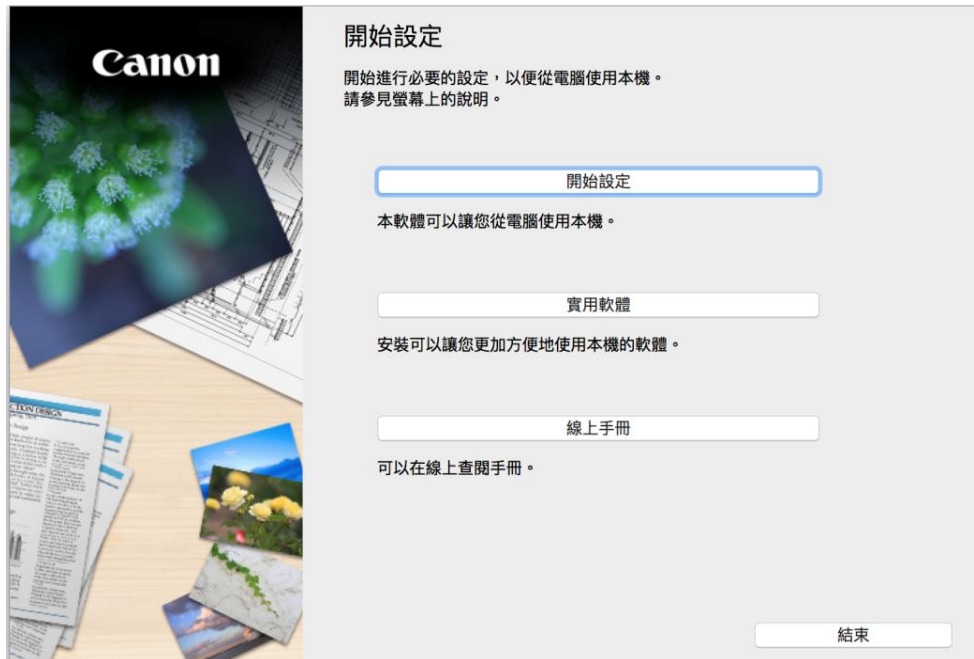 Canon
開始設定
開始進行必要的設定，以便從電腦使用本機。
請參見螢幕上的說明。
開始設定
本軟體可以讓您從電腦使用本機。
實用軟體
安裝可以讓您更加方便地使用本機的軟體。
線上手冊
可以在線上查閱手冊。
結束